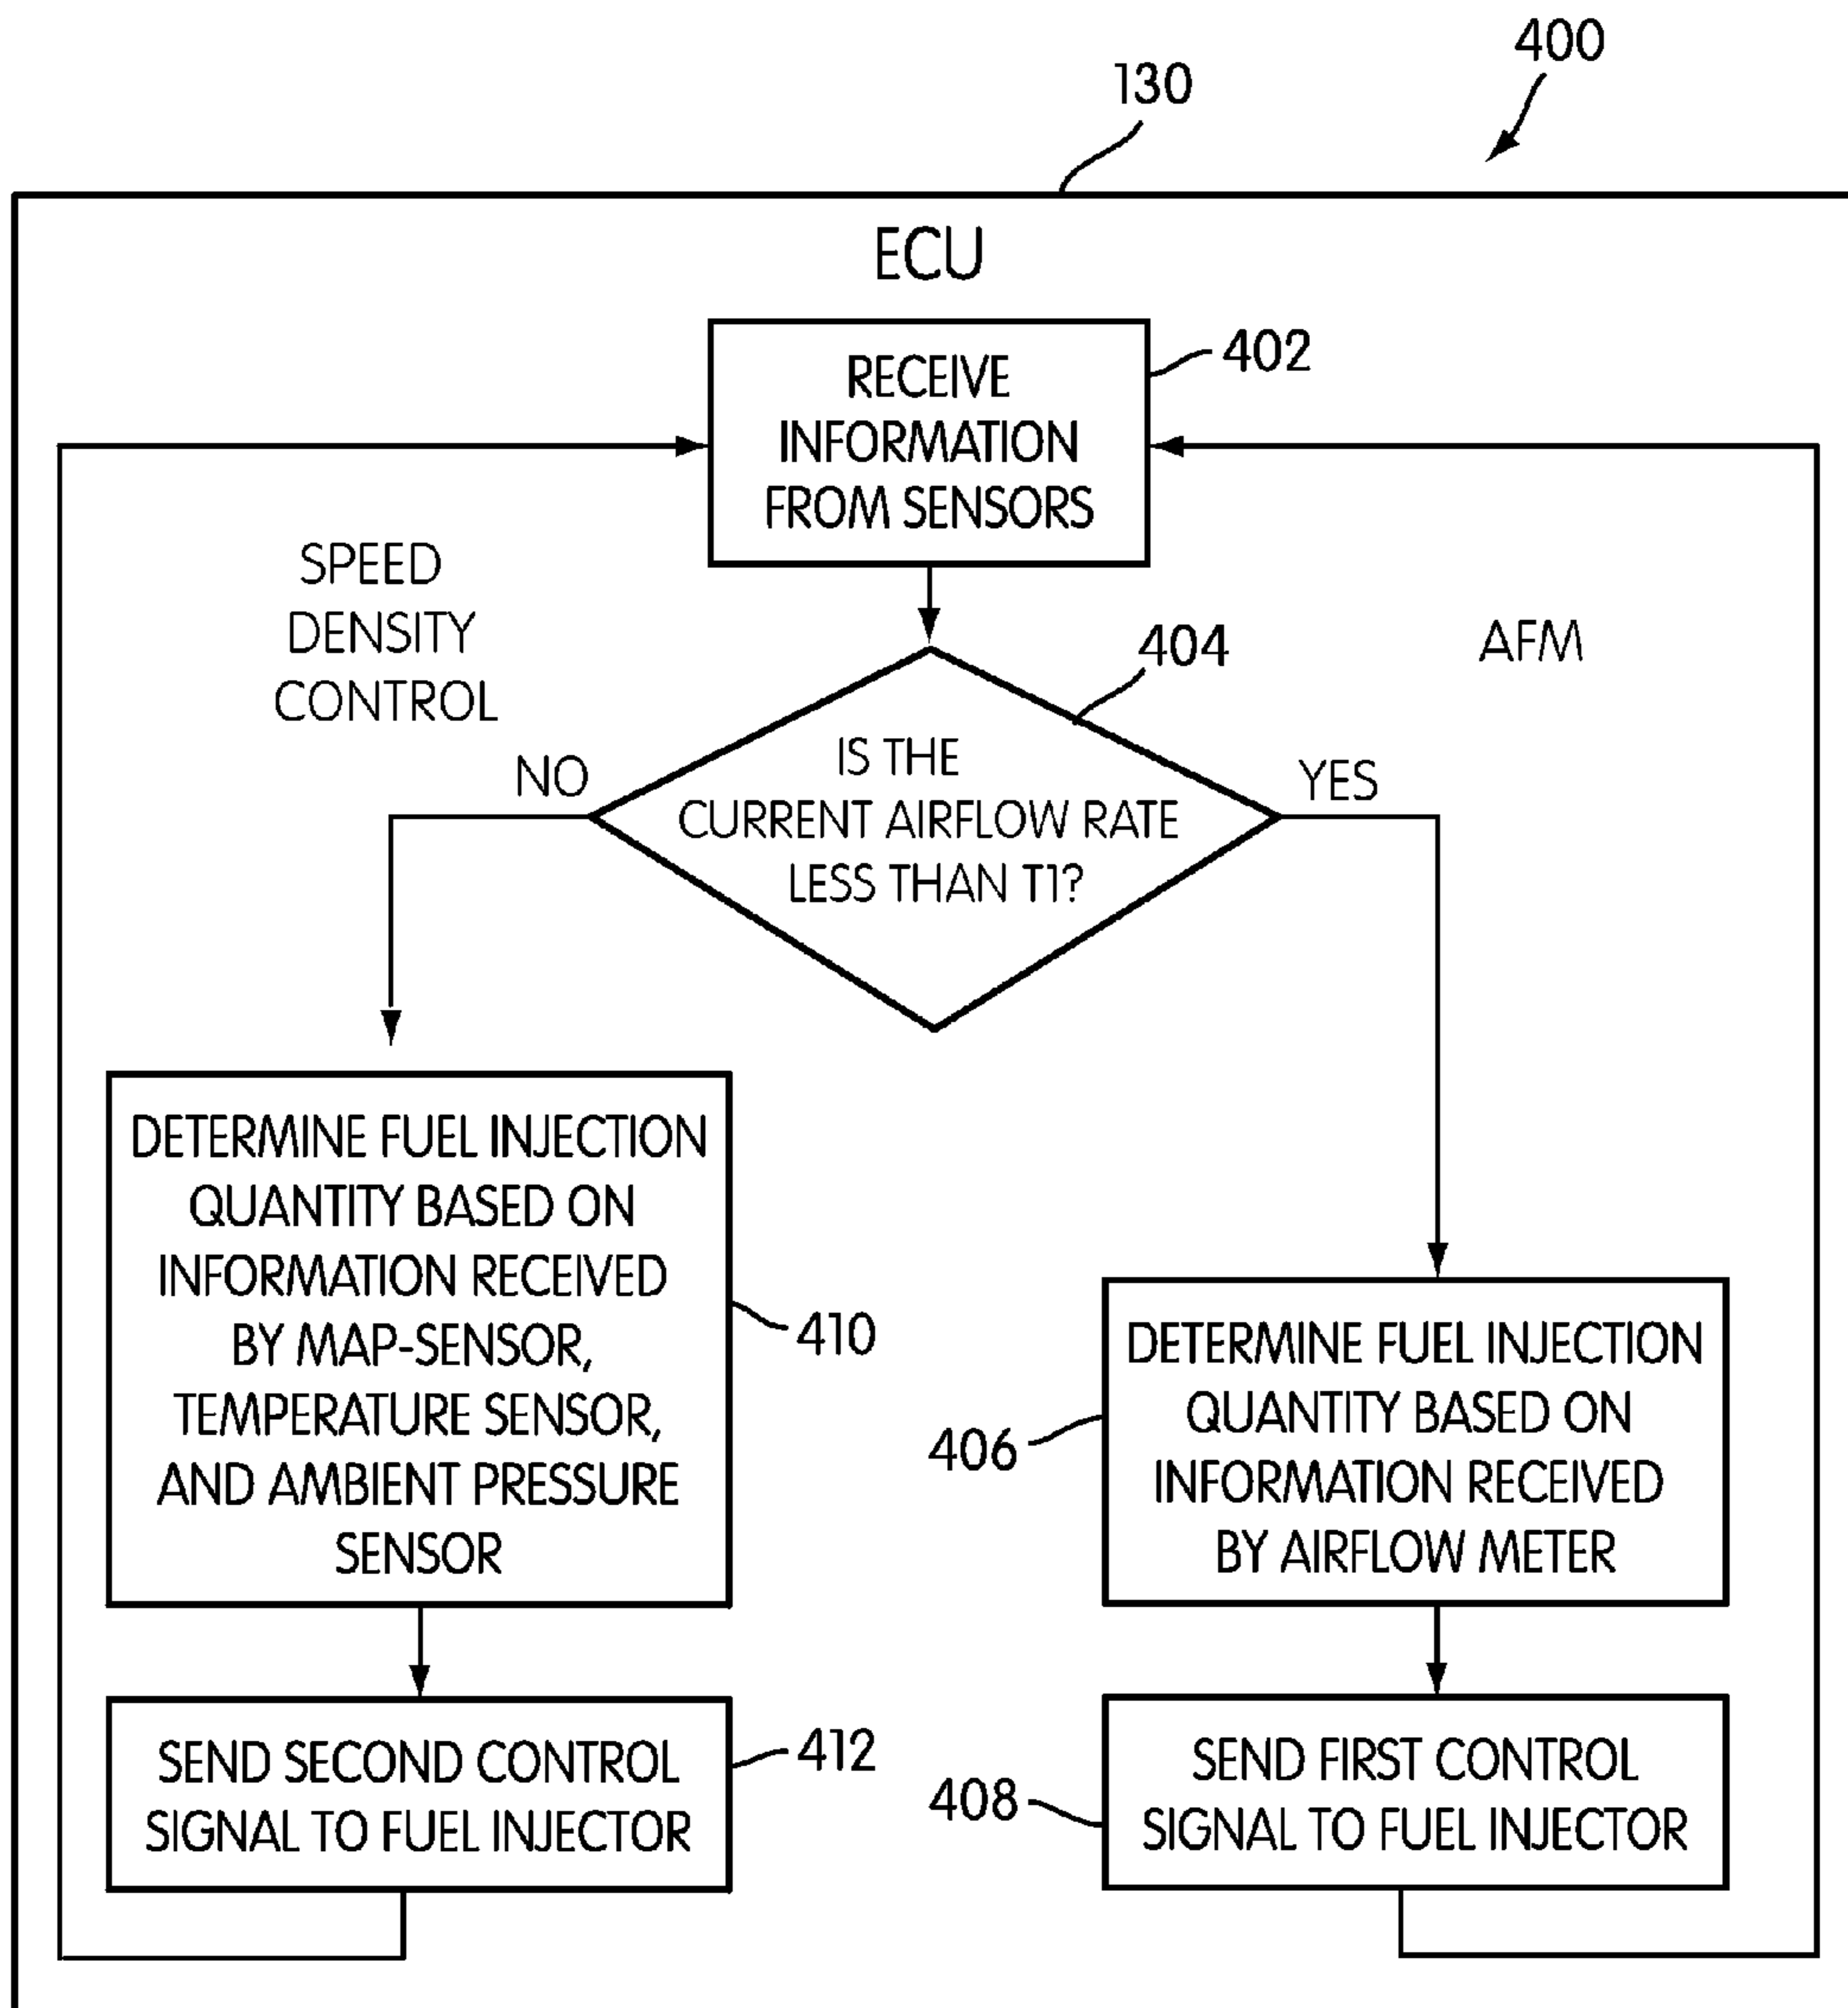 400
130
ECU
RECEIVE
INFORMATION
FROM SENSORS
402
SPEED
DENSITY
CONTROL
AFM
404
NO
YES
IS THE
CURRENT AIRFLOW RATE
LESS THAN T1?
DETERMINE FUEL INJECTION
QUANTITY BASED ON
INFORMATION RECEIVED
BY MAP-SENSOR,
TEMPERATURE SENSOR,
AND AMBIENT PRESSURE
SENSOR
410
DETERMINE FUEL INJECTION
QUANTITY BASED ON
INFORMATION RECEIVED
BY AIRFLOW METER
406
SEND SECOND CONTROL
SIGNAL TO FUEL INJECTOR
412
SEND FIRST CONTROL
SIGNAL TO FUEL INJECTOR
408